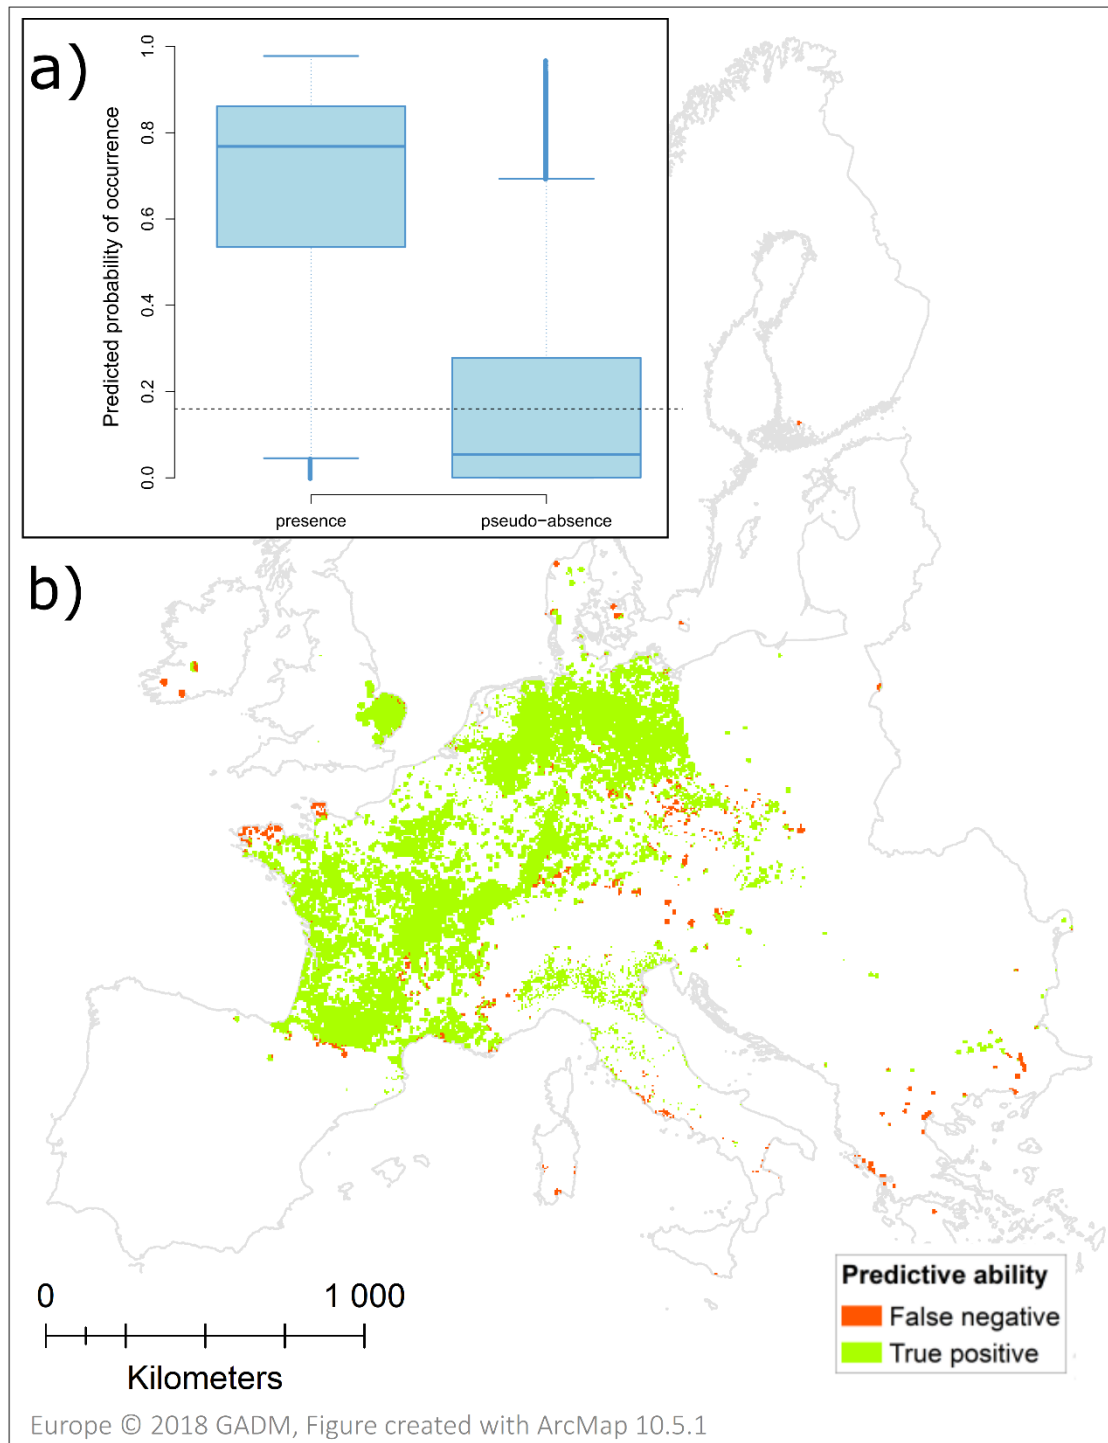 a)
Predicted probability of occurrence
1.0
0.8
0.6
0.4
0.2
0.0
presence
pseudo-absence
b)
0
1 000
Kilometers
Predictive ability
False negative
True positive
Europe © 2018 GADM, Figure created with ArcMap 10.5.1